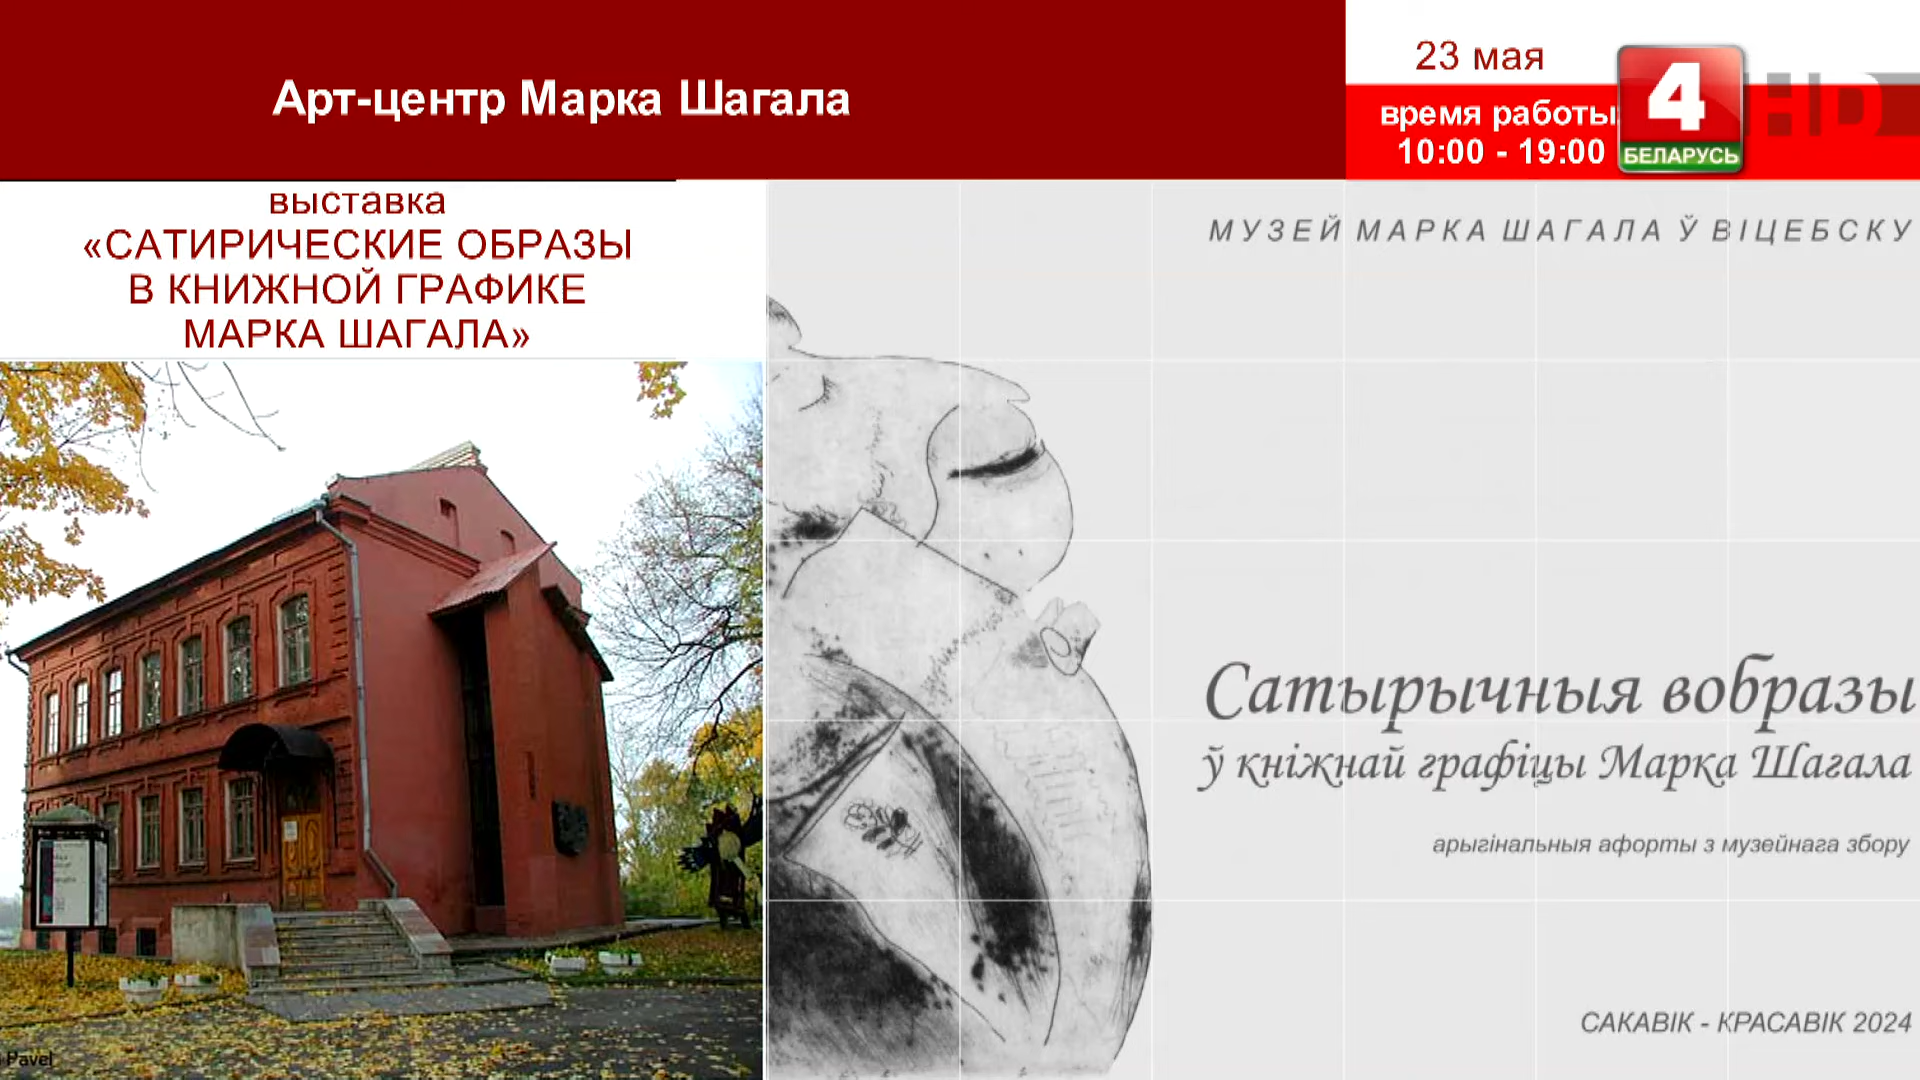 Арт-центр Марка Шагала
23 мая
время работы
10:00 - 19:00
4
БЕЛАРУСЬ
HD
выставка
«САТИРИЧЕСКИЕ ОБРАЗЫ
В КНИЖНОЙ ГРАФИКЕ
МАРКА ШАГАЛА»
МУЗЕЙ МАРКА ШАГАЛА Ў ВІЦЕБСКУ
Сатырычныя вобразы
ў кніжнай графіцы Марка Шагала
арыгінальныя афорты з музейнага збору
САКАВІК - КРАСАВІК 2024
Pavel